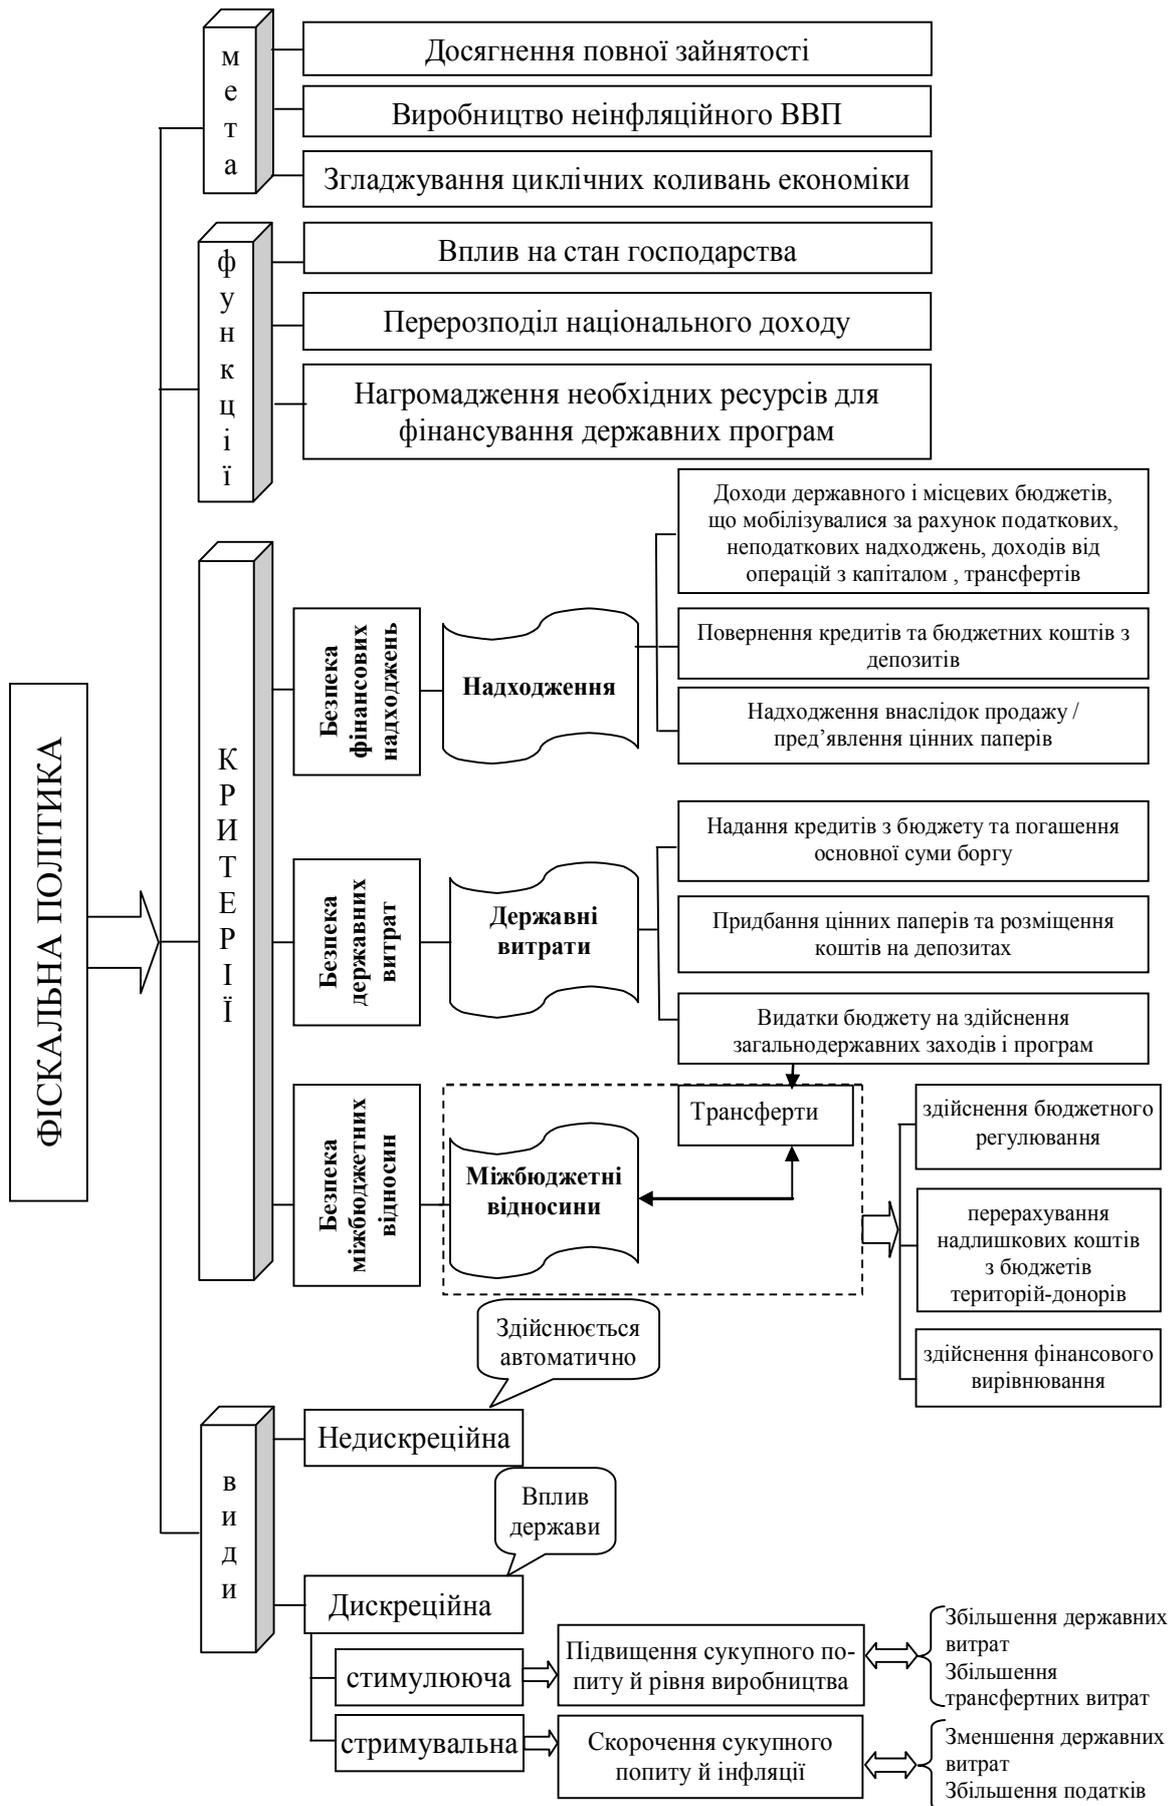 ФІСКАЛЬНА ПОЛІТИКА
мета
Досягнення повної зайнятості
Виробництво неінфляційного ВВП
Згладжування циклічних коливань економіки
функції
Вплив на стан господарства
Перерозподіл національного доходу
Нагромадження необхідних ресурсів для
фінансування державних програм
КРИТЕРІЇ
Безпека
фінансових
надходжень
Надходження
Доходи державного і місцевих бюджетів,
що мобілізувалися за рахунок податкових,
неподаткових надходжень, доходів від
операцій з капіталом , трансфертів
Повернення кредитів та бюджетних коштів з
депозитів
Надходження внаслідок продажу /
пред’явлення цінних паперів
Безпека
державних
витрат
Державні
витрати
Надання кредитів з бюджету та погашення
основної суми боргу
Придбання цінних паперів та розміщення
коштів на депозитах
Видатки бюджету на здійснення
загальнодержавних заходів і програм
Безпека
міжбюджетних
відносин
Міжбюджетні
відносини
Трансферти
здійснення бюджетного
регулювання
перерахування
надлишкових коштів
з бюджетів
територій-донорів
здійснення фінансового
вирівнювання
види
Здійснюється
автоматично
Недискреційна
Вплив
держави
Дискреційна
стимулююча
Підвищення сукупного по-
питу й рівня виробництва
Збільшення державних
витрат
Збільшення
трансфертних витрат
стримувальна
Скорочення сукупного
попиту й інфляції
Зменшення державних
витрат
Збільшення податків